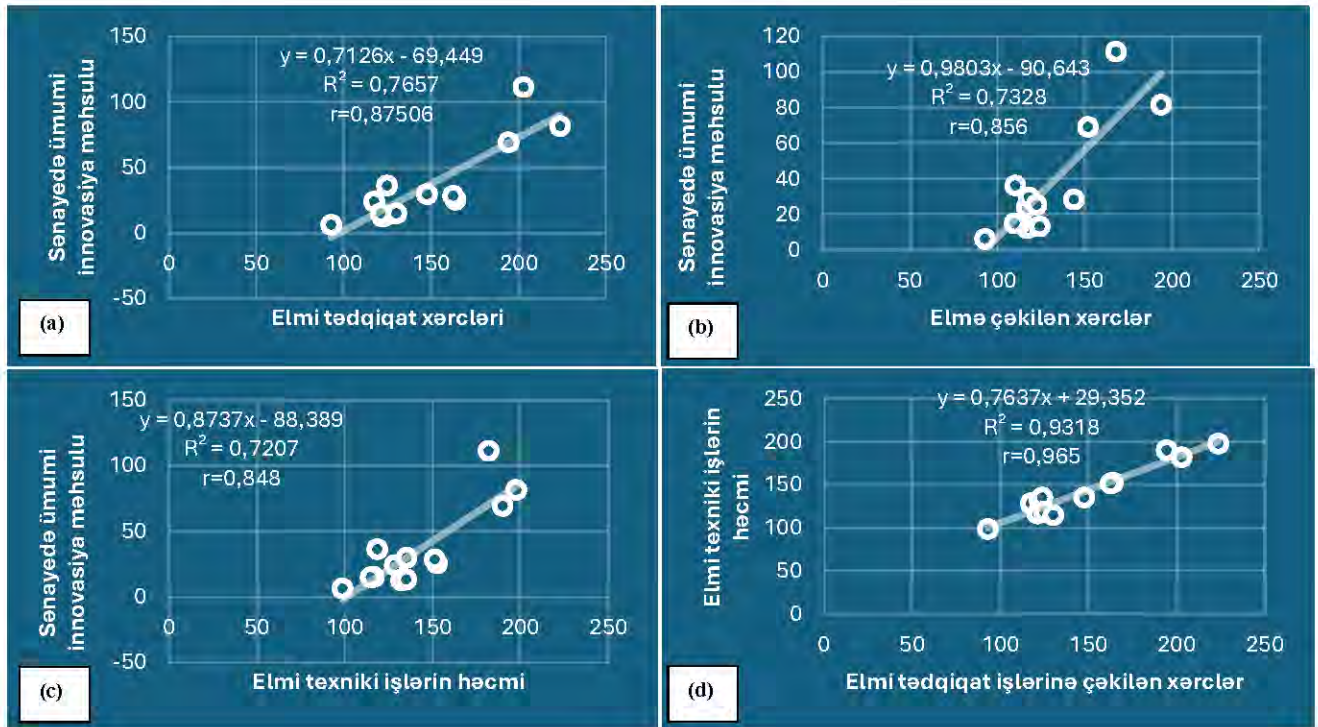 150
100
50
0
-50
0
50
100
150
200
250
y = 0,7126x - 69,449
R² = 0,7657
r=0,87506
Sənayedə ümumi
innovasiya məhsulu
Elmi tədqiqat xərcləri
(a)
120
100
80
60
40
20
0
0
50
100
150
200
250
y = 0,9803x - 90,643
R² = 0,7328
r=0,856
Sənayedə ümumi
innovasiya məhsulu
Elmə çəkilən xərclər
(b)
150
100
50
0
-50
0
50
100
150
200
250
y = 0,8737x - 88,389
R² = 0,7207
r=0,848
Sənayedə ümumi
innovasiya məhsulu
Elmi texniki işlərin həcmi
(c)
250
200
150
100
50
0
0
50
100
150
200
250
y = 0,7637x + 29,352
R² = 0,9318
r=0,965
Elmi texniki işlərin
həcmi
Elmi tədqiqat işlərinə çəkilən xərclər
(d)